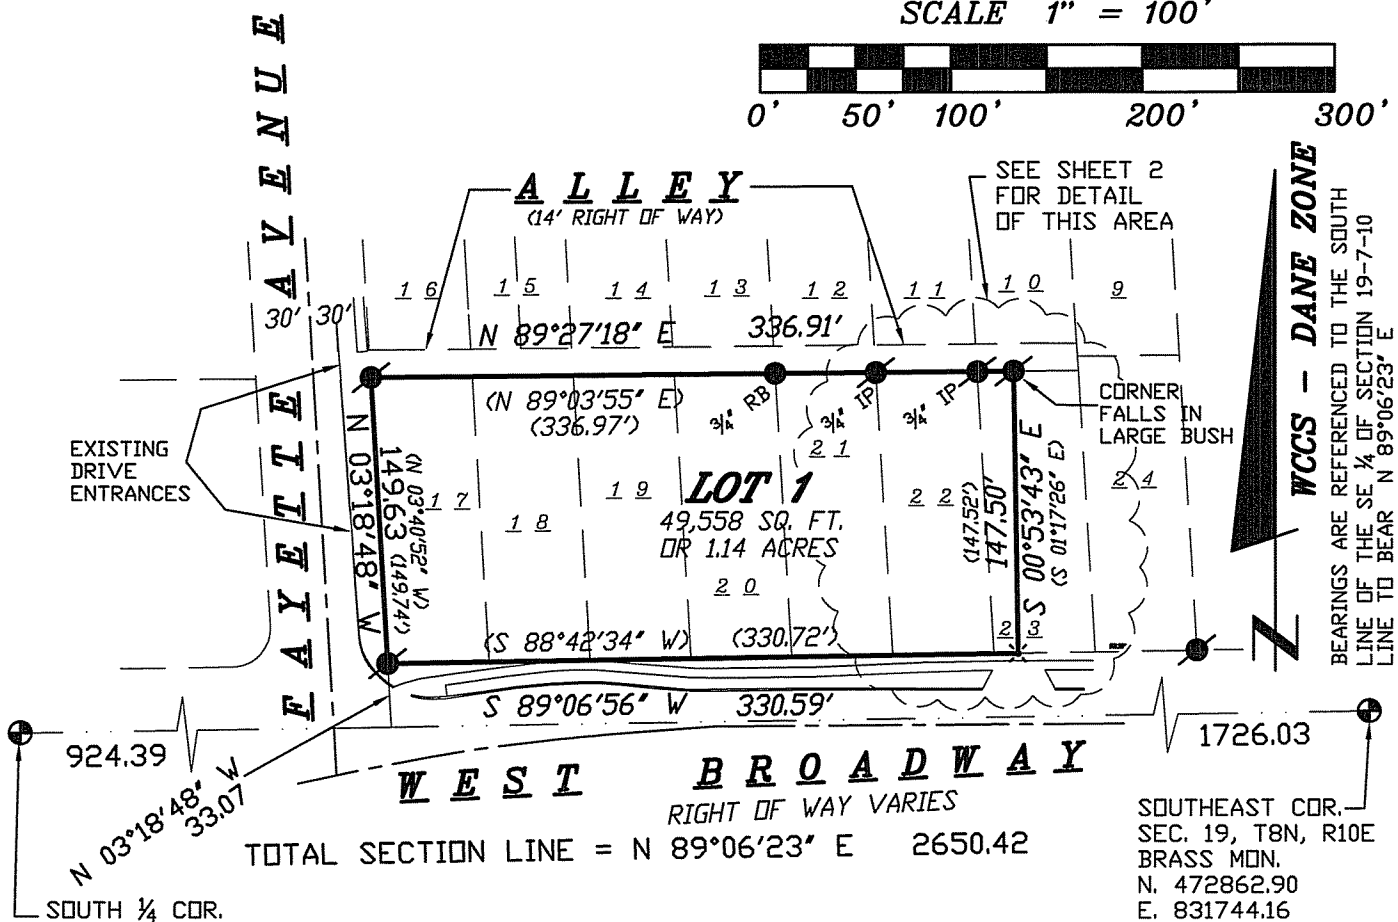 SCALE 1" = 100'
0' 50' 100' 200' 300'
FAYETTE AVENUE
30' 30'
ALLEY
(14' RIGHT OF WAY)
SEE SHEET 2
FOR DETAIL
OF THIS AREA
16 15 14 13 12 11 10 9
N 89°27'18" E 336.91'
(N 89°03'55" E)
(336.97')
3/4" RB
3/4" IP
3/4" IP
CORNER
FALLS IN
LARGE BUSH
EXISTING
DRIVE
ENTRANCES
N 03°18'48" W
149.63 (149.74')
(N 03°40'52" W)
17 18 19 20 21 22 23 24
LOT 1
49,558 SQ. FT.
OR 1.14 ACRES
(147.52')
147.50'
S 00°53'43" E
(S 01°17'26" E)
(S 88°42'34" W) (330.72')
S 89°06'56" W 330.59'
WCCS - DANE ZONE
BEARINGS ARE REFERENCED TO THE SOUTH
LINE OF THE SE 1/4 OF SECTION 19-7-10
LINE TO BEAR N 89°06'23" E
N
924.39
1726.03
N 03°18'48" W
33.07
WEST BROADWAY
RIGHT OF WAY VARIES
TOTAL SECTION LINE = N 89°06'23" E 2650.42
SOUTH 1/4 COR.
SOUTHEAST COR.
SEC. 19, T8N, R10E
BRASS MON.
N. 472862.90
E. 831744.16